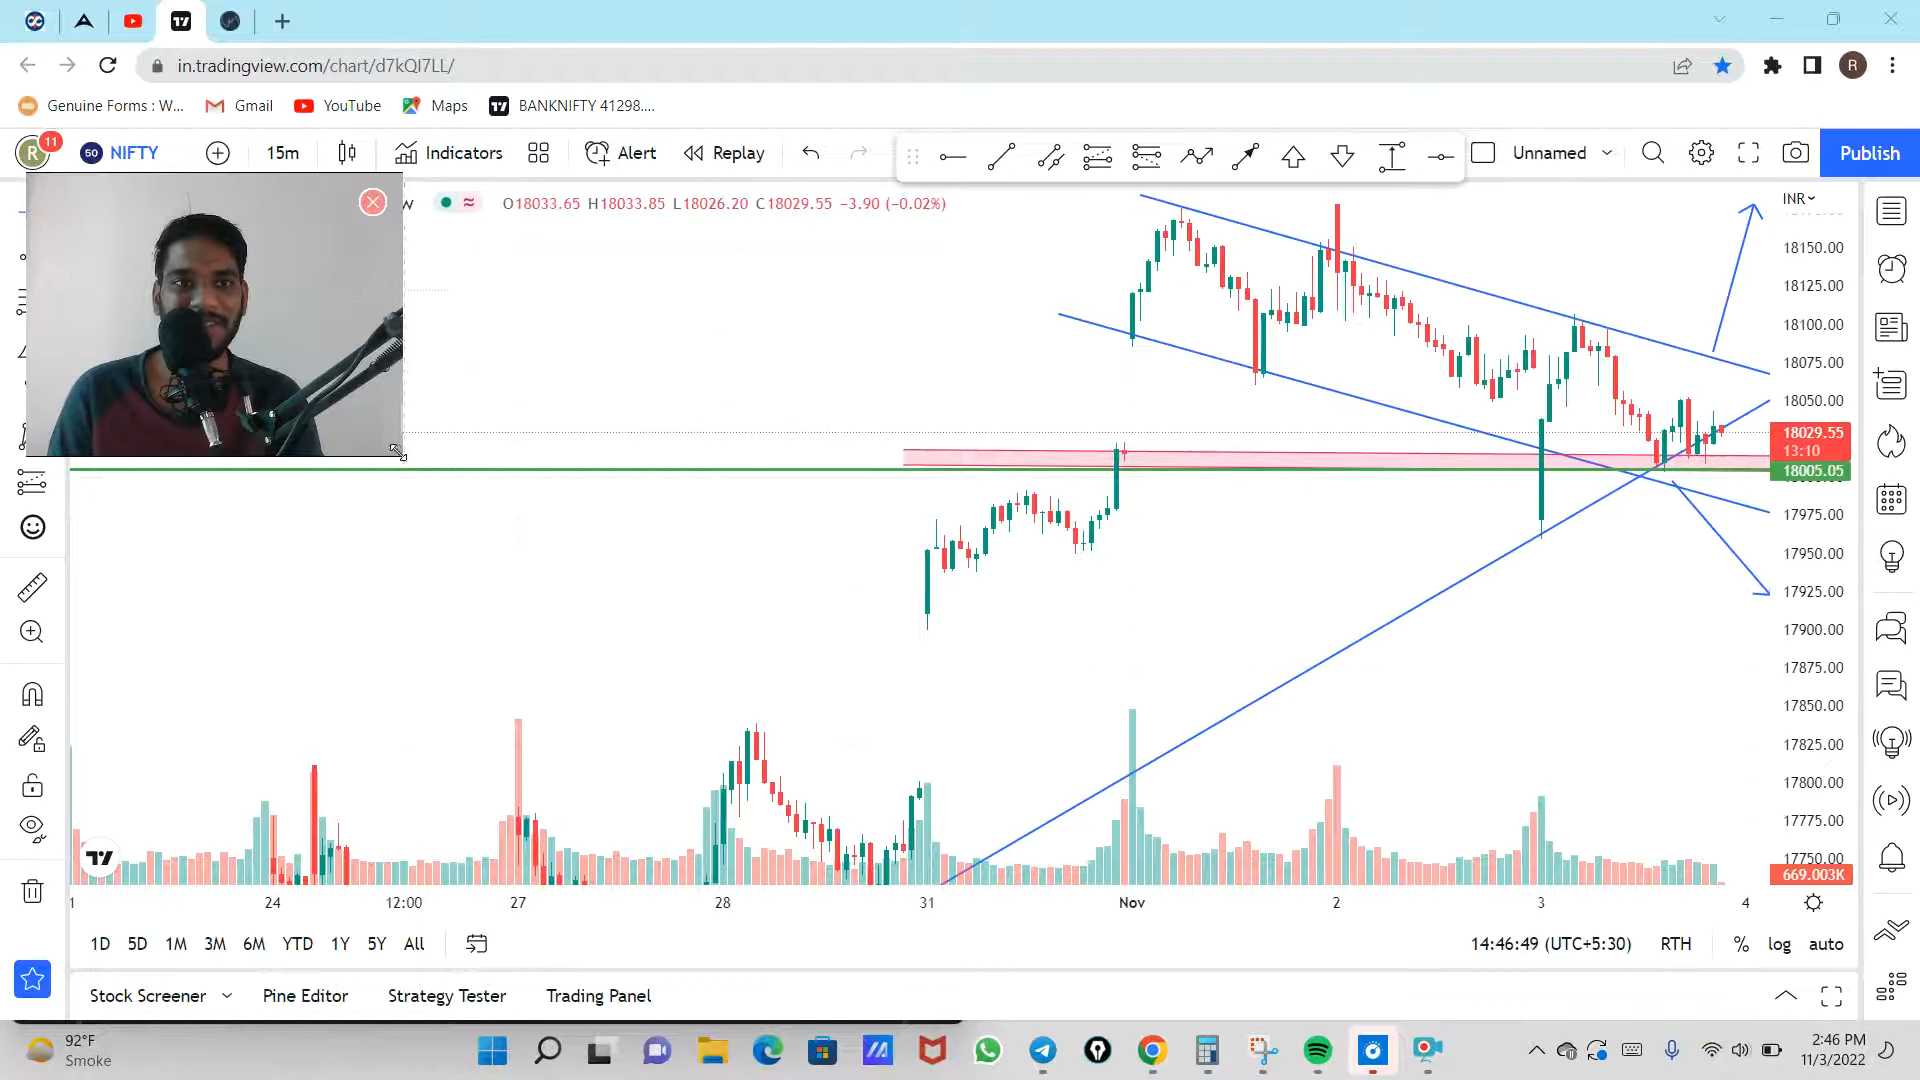 in.tradingview.com/chart/d7kQI7LL/
R
Genuine Forms : W...
Gmail
YouTube
Maps
BANKNIFTY 41298....
R
11
50
NIFTY
15m
Indicators
Alert
Replay
Unnamed
Publish
w
O18033.65 H18033.85 L18026.20 C18029.55 −3.90 (−0.02%)
INR
18150.00
18125.00
18100.00
18075.00
18050.00
18029.55
13:10
18005.05
17975.00
17950.00
17925.00
17900.00
17875.00
17850.00
17825.00
17800.00
17775.00
17750.00
669.003K
24
12:00
27
28
31
Nov
2
3
4
1D
5D
1M
3M
6M
YTD
1Y
5Y
All
14:46:49 (UTC+5:30)
RTH
%
log
auto
Stock Screener
Pine Editor
Strategy Tester
Trading Panel
92°F
Smoke
2:46 PM
11/3/2022